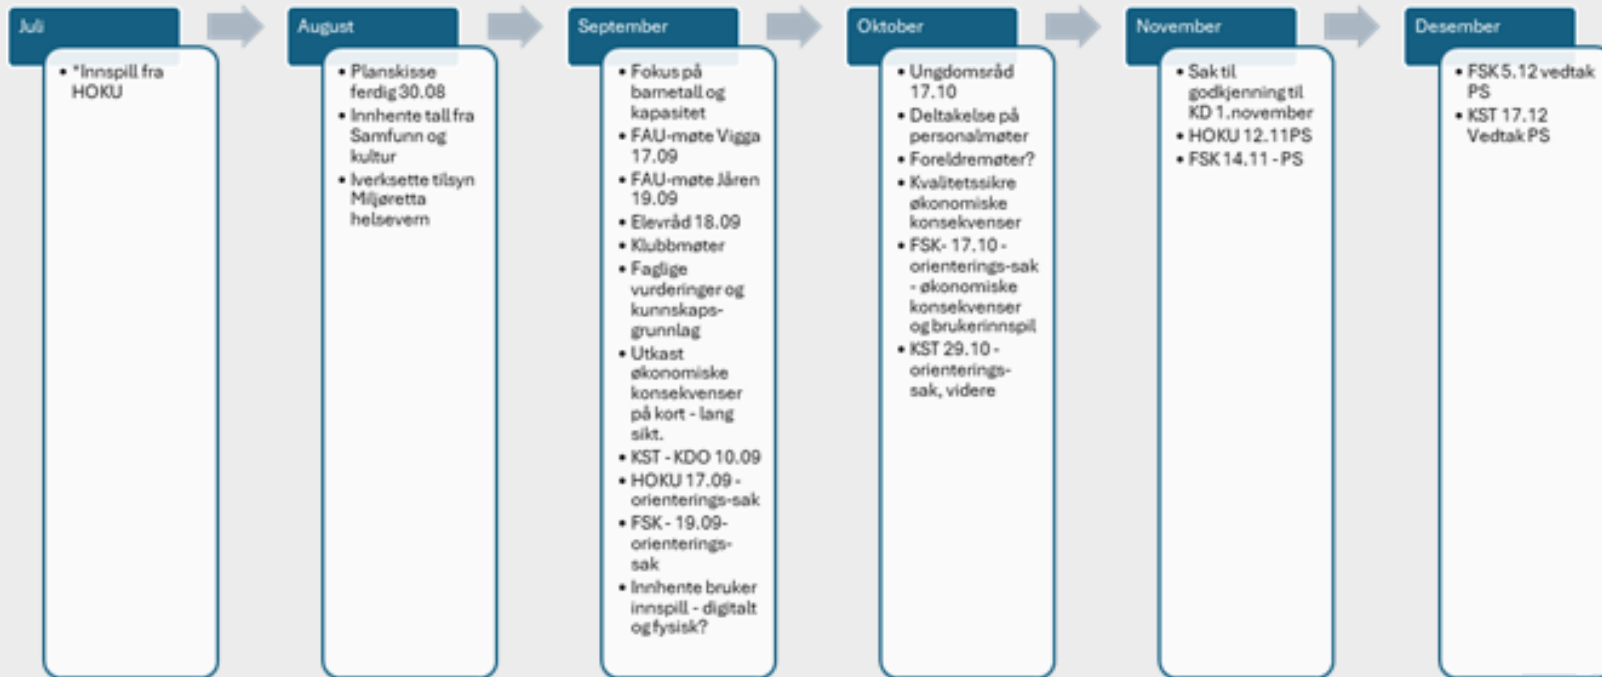 Juli
• *Innspill fra
HOKU
August
• Planskisse
ferdig 30.08
• Innhente tall fra
Samfunn og
kultur
• Iverksette tilsyn
Miljøretta
helsevern
September
• Fokus på
barnetall og
kapasitet
• FAU-møte Vigga
17.09
• FAU-møte Jåren
19.09
• Elevråd 18.09
• Klubbmøter
• Faglige
vurderinger og
kunnskaps-
grunnlag
• Utkast
økonomiske
konsekvenser
på kort - lang
sikt.
• KST - KDO 10.09
• HOKU 17.09 -
orienterings-sak
• FSK - 19.09-
orienterings-
sak
• Innhente bruker
innspill - digitalt
og fysisk?
Oktober
• Ungdomsråd
17.10
• Deltakelse på
personalmøter
• Foreldremøter?
• Kvalitetssikre
økonomiske
konsekvenser
• FSK- 17.10 -
orienterings-sak
- økonomiske
konsekvenser
og brukerinnspil
• KST 29.10 -
orienterings-
sak, videre
November
• Sak til
godkjenning til
KD 1.november
• HOKU 12.11PS
• FSK 14.11 - PS
Desember
• FSK 5.12 vedtak
PS
• KST 17.12
Vedtak PS